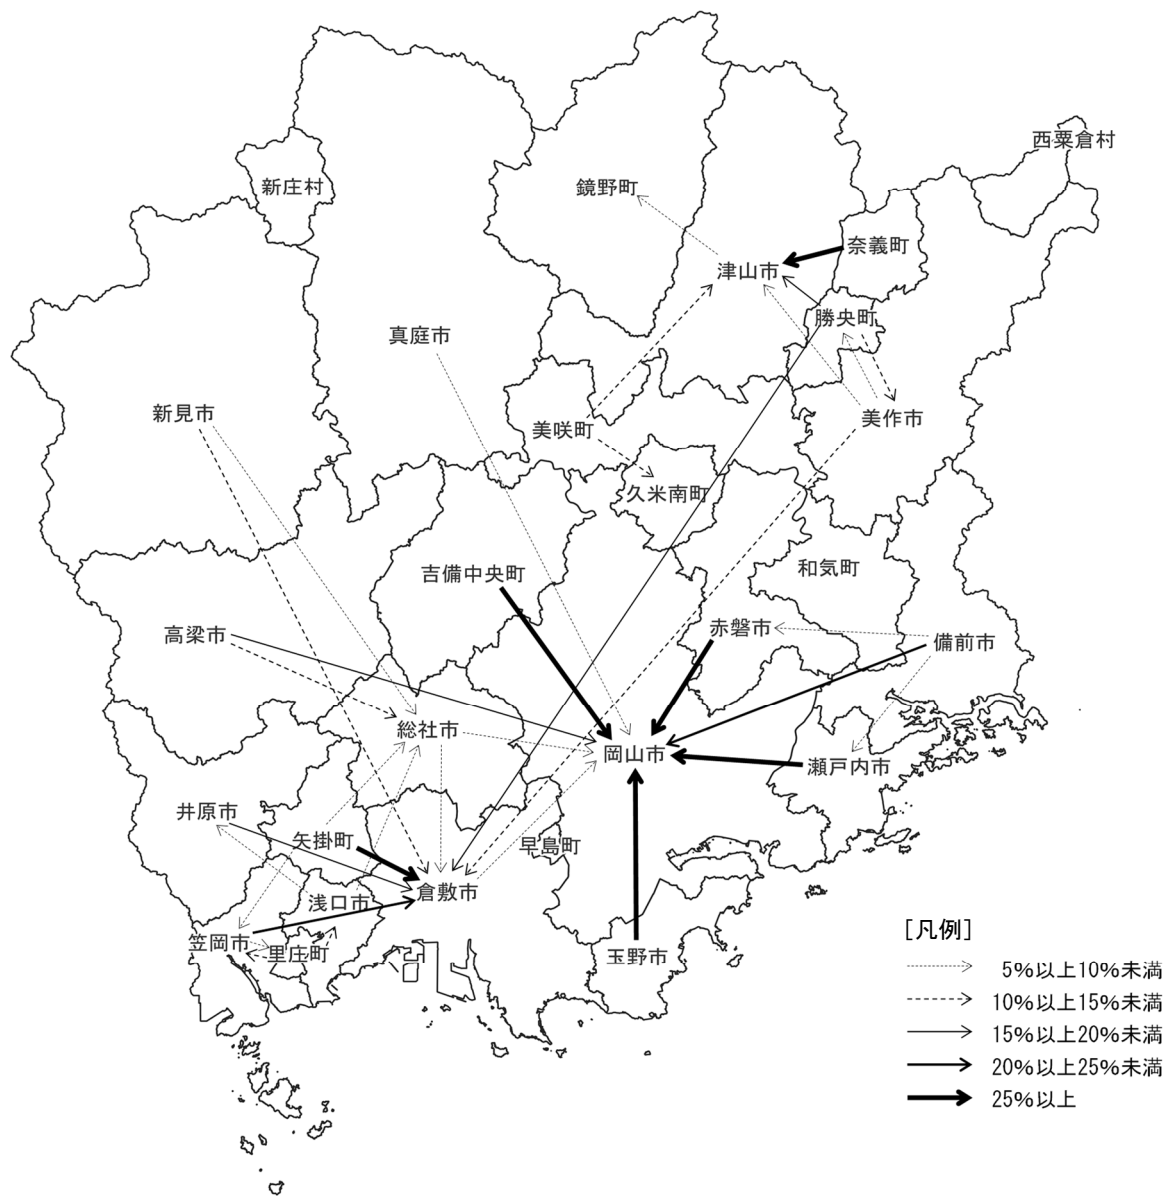 西粟倉村
新庄村
鏡野町
奈義町
津山市
勝央町
真庭市
新見市
美咲町
美作市
久米南町
吉備中央町
和気町
高梁市
赤磐市
備前市
総社市
岡山市
瀬戸内市
井原市
矢掛町
早島町
倉敷市
浅口市
笠岡市
里庄町
玉野市
[凡例]
5%以上10%未満
10%以上15%未満
15%以上20%未満
20%以上25%未満
25%以上